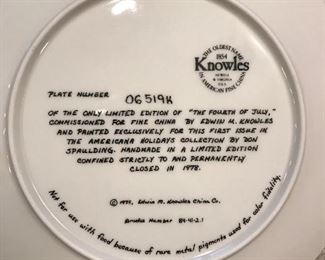 THE OLDEST NAME
1854
Knowles
IN AMERICAN FINE CHINA
PLATE NUMBER 06519K
OF THE ONLY LIMITED EDITION OF "THE FOURTH OF JULY,"
COMMISSIONED FOR FINE CHINA BY EDWIN M. KNOWLES
AND PAINTED EXCLUSIVELY FOR THIS FIRST ISSUE IN
THE AMERICANA HOLIDAYS COLLECTION BY DON
SPAULDING. HANDMADE IN A LIMITED EDITION
CONFINED STRICTLY TO AND PERMANENTLY
CLOSED IN 1978.
Edwin M. Knowles China Co.
Bradex Number 84-41-2.1
Not for use with food because of rare metal pigments used for color fidelity.